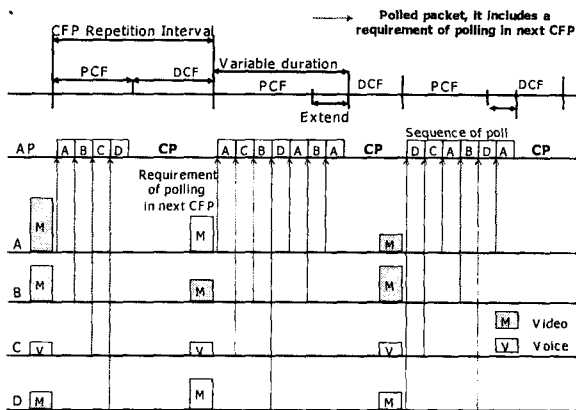 Polled packet, it includes a
requirement of polling in next CFP
CFP Repetition Interval
Variable duration
PCF DCF PCF DCF PCF DCF
Extend
Sequence of poll
AP A B C D CP A C B D A B A CP D C A B D A CP
Requirement
of polling
in next CFP
M M M
A
M M M
B
M Video
V V V
C
V Voice
M M M
D